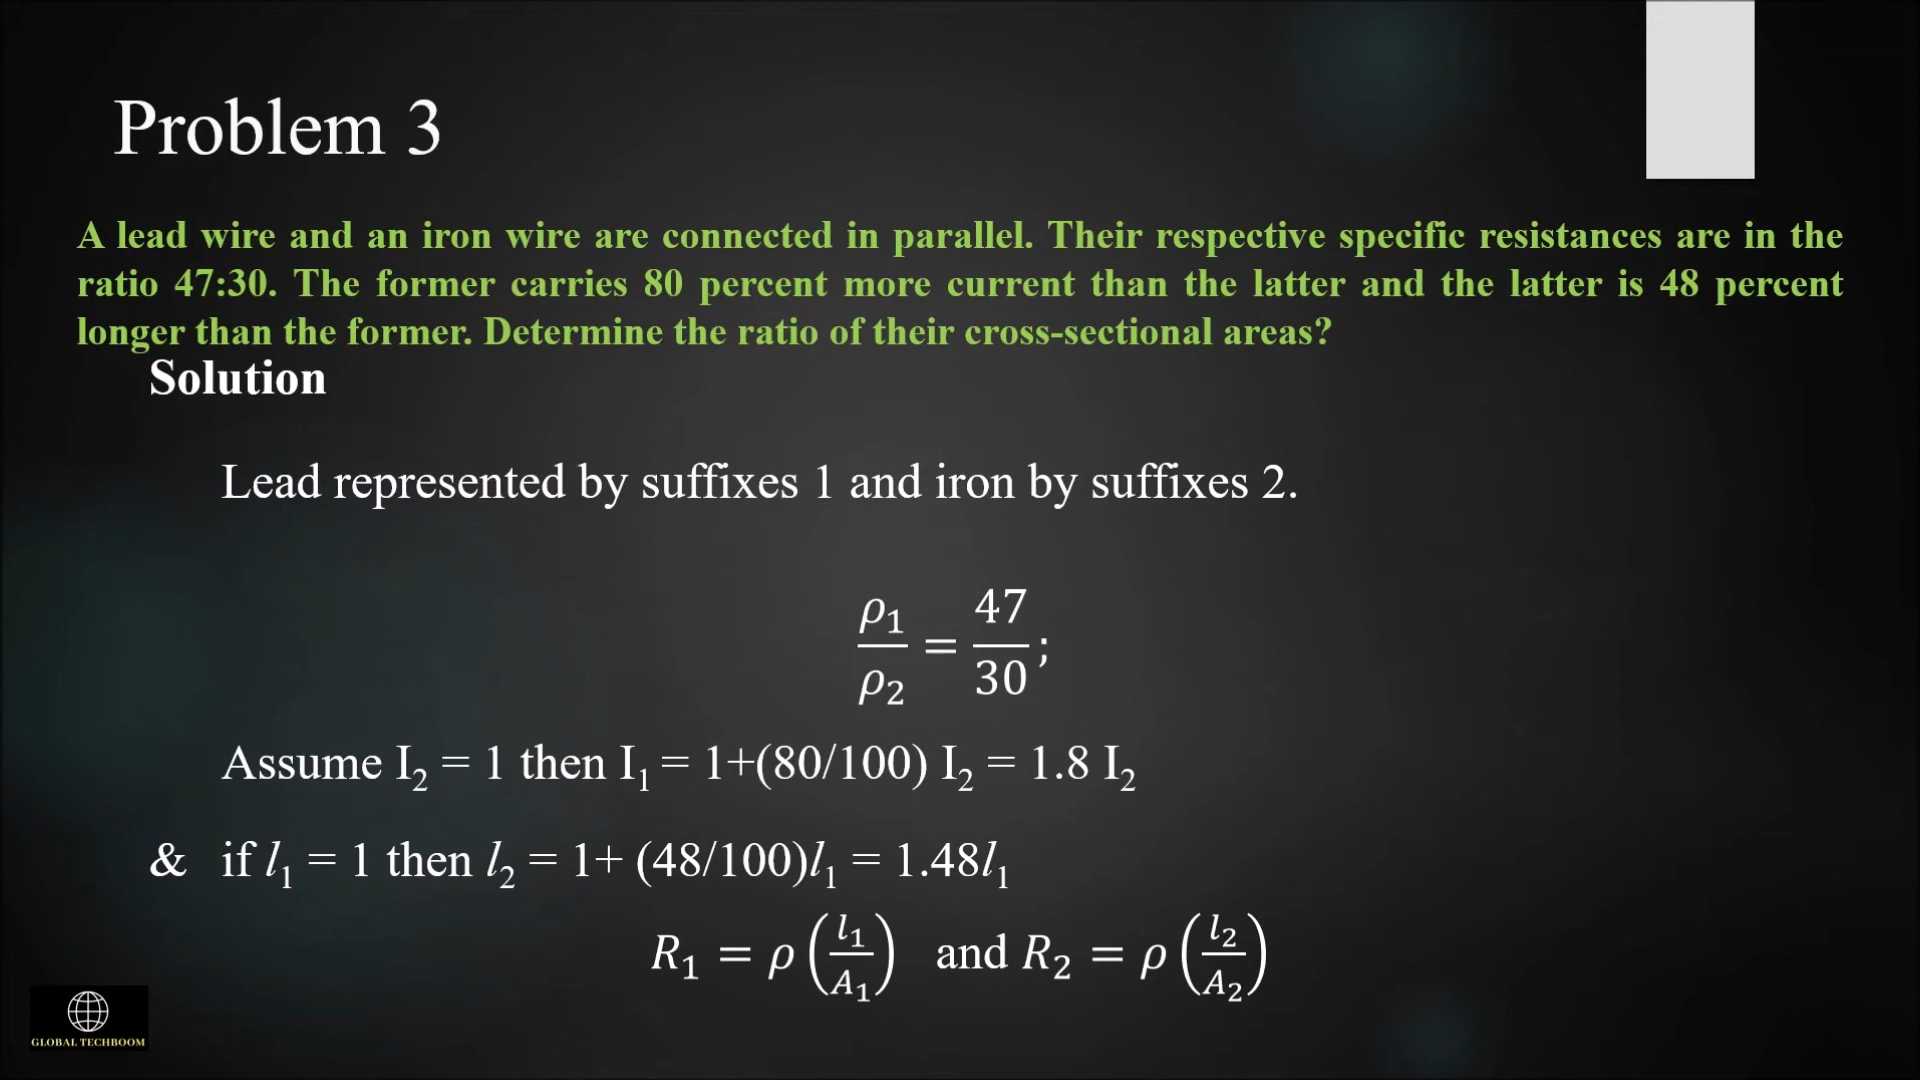 Problem 3
A lead wire and an iron wire are connected in parallel. Their respective specific resistances are in the
ratio 47:30. The former carries 80 percent more current than the latter and the latter is 48 percent
longer than the former. Determine the ratio of their cross-sectional areas?
Solution
Lead represented by suffixes 1 and iron by suffixes 2.
ρ₁/ρ₂ = 47/30;
Assume I₂ = 1 then I₁ = 1+(80/100) I₂ = 1.8 I₂
& if l₁ = 1 then l₂ = 1+ (48/100)l₁ = 1.48l₁
R₁ = ρ (l₁/A₁) and R₂ = ρ (l₂/A₂)
GLOBAL TECHBOOM